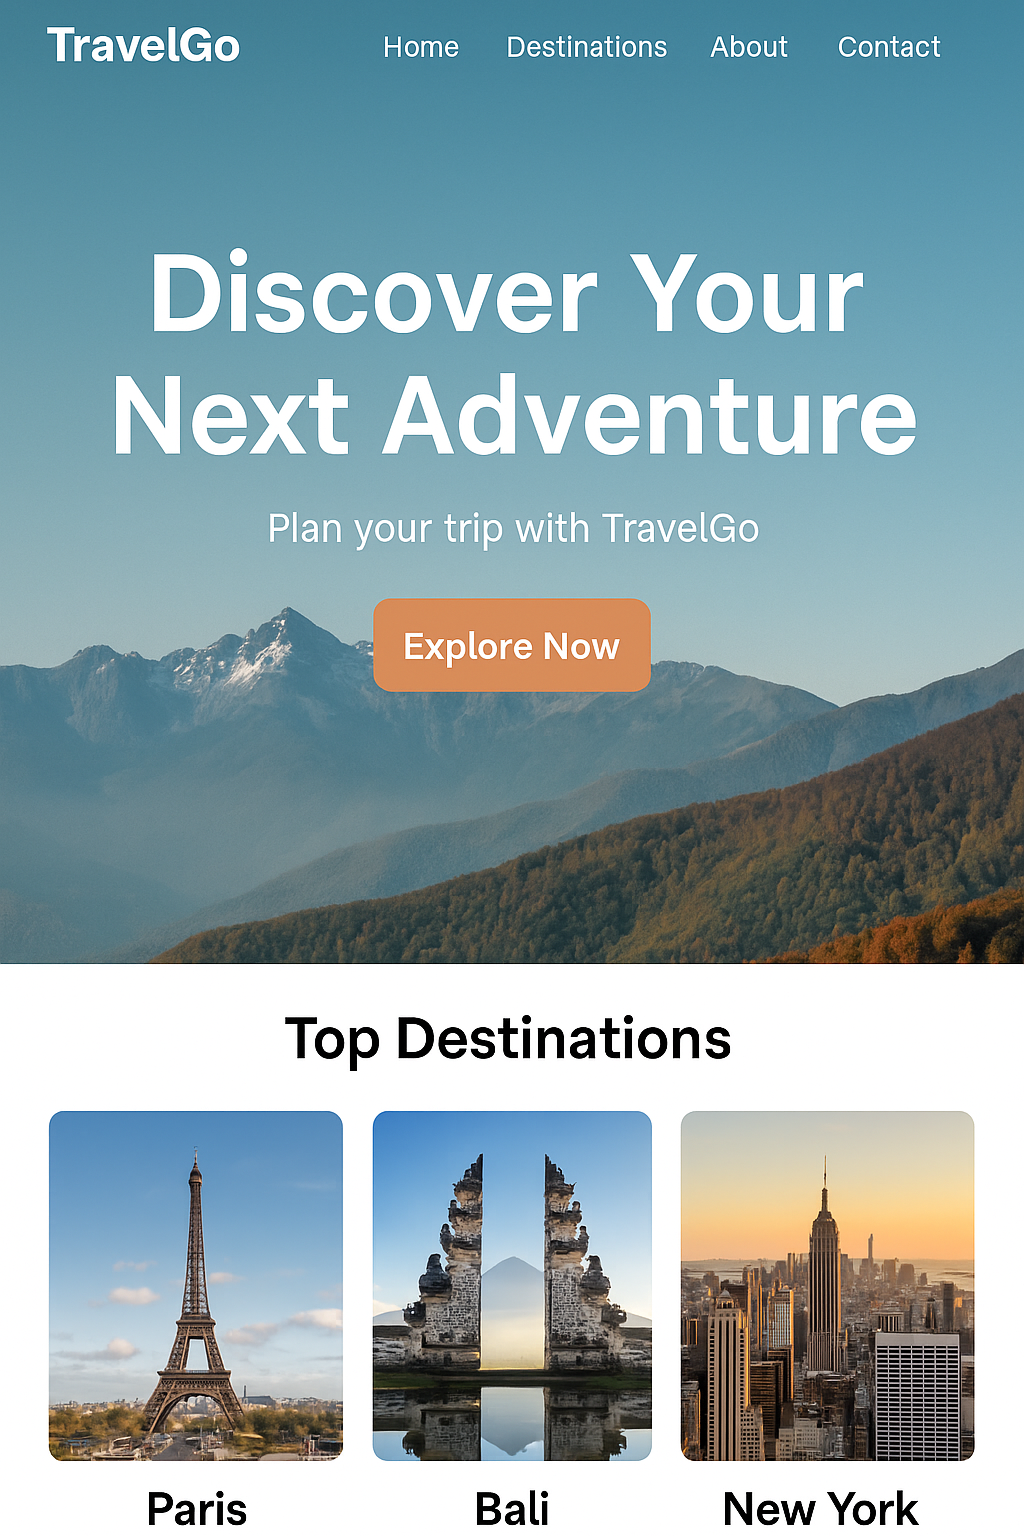 TravelGo
Home Destinations About Contact
Discover Your
Next Adventure
Plan your trip with TravelGo
Explore Now
Top Destinations
Paris
Bali
New York